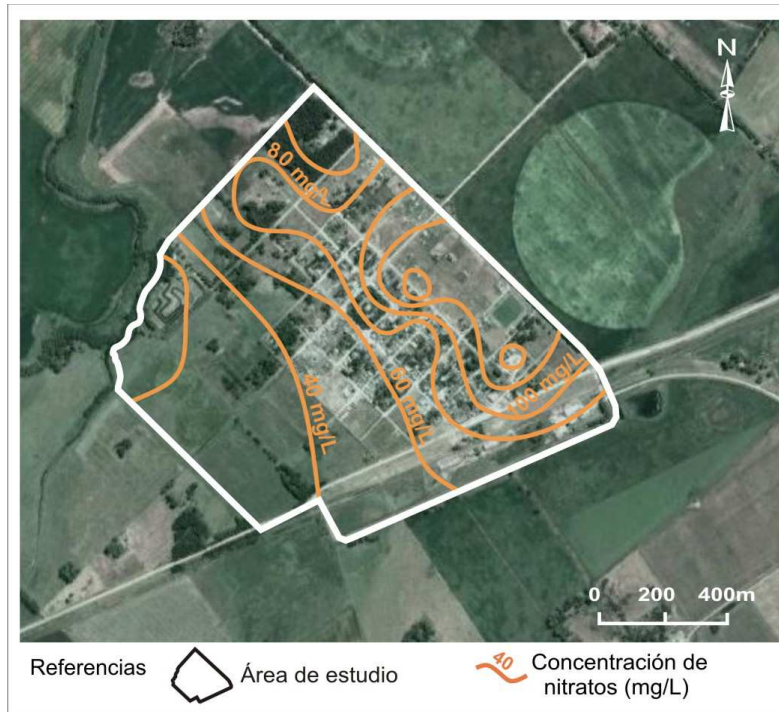 N
80 mg/L
40 mg/L
60 mg/L
100 mg/L
0 200 400m
Referencias
Área de estudio
40
Concentración de
nitratos (mg/L)